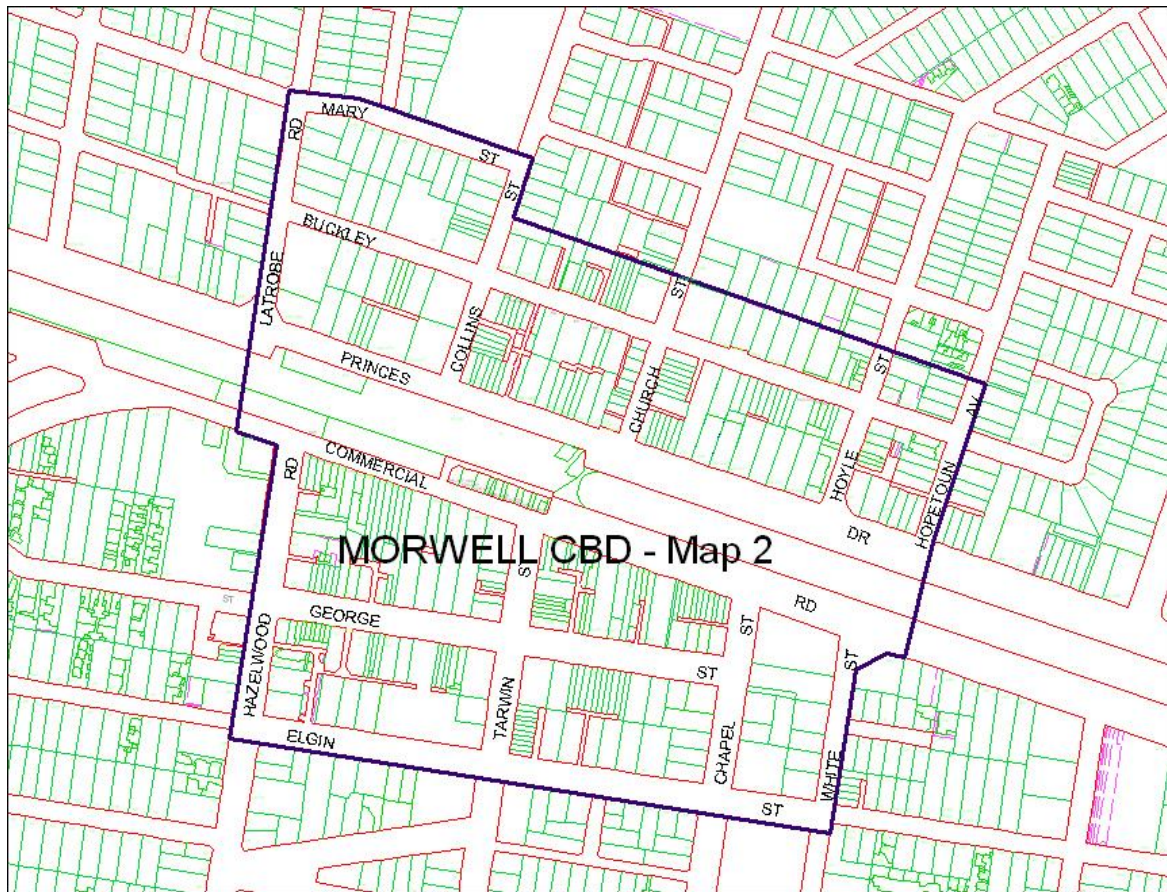 MARY
ST
RD
ST
BUCKLEY
LATROBE
ST
PRINCES
COLLINS
CHURCH
ST
AV
COMMERCIAL
RD
HOYLE
HOPETOUN
DR
MORWELL CBD - Map 2
ST
ST
GEORGE
RD
ST
HAZELWOOD
ST
ST
TARWIN
ELGIN
CHAPEL
WHITE
ST